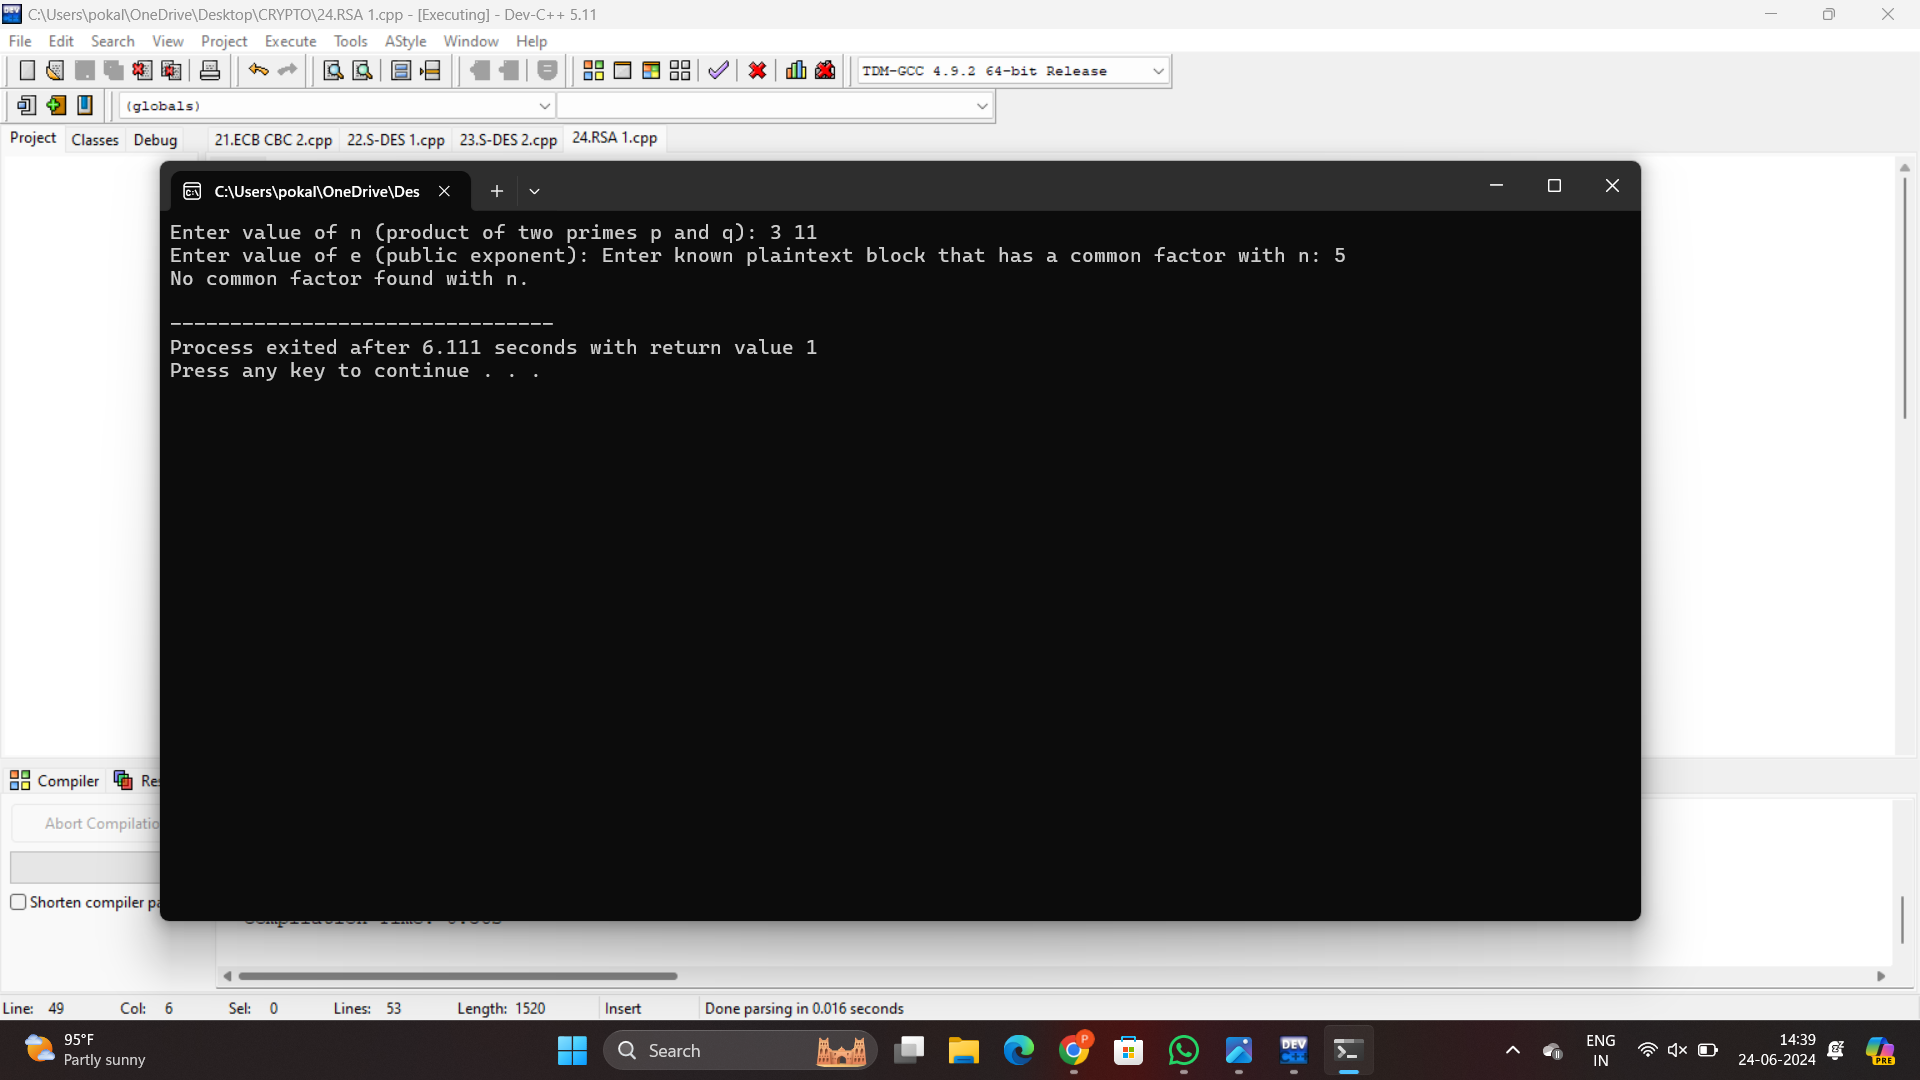 C:\Users\pokal\OneDrive\Desktop\CRYPTO\24.RSA 1.cpp - [Executing] - Dev-C++ 5.11
File Edit Search View Project Execute Tools AStyle Window Help
TDM-GCC 4.9.2 64-bit Release
(globals)
Project Classes Debug 21.ECB CBC 2.cpp 22.S-DES 1.cpp 23.S-DES 2.cpp 24.RSA 1.cpp
C:\Users\pokal\OneDrive\Des
Enter value of n (product of two primes p and q): 3 11
Enter value of e (public exponent): Enter known plaintext block that has a common factor with n: 5
No common factor found with n.
--------------------------------
Process exited after 6.111 seconds with return value 1
Press any key to continue . . .
Compiler Res
Abort Compilatio
Shorten compiler pa
Line: 49 Col: 6 Sel: 0 Lines: 53 Length: 1520 Insert Done parsing in 0.016 seconds
95°F
Partly sunny
Search
P
DEV
PRE
ENG
IN
14:39
24-06-2024